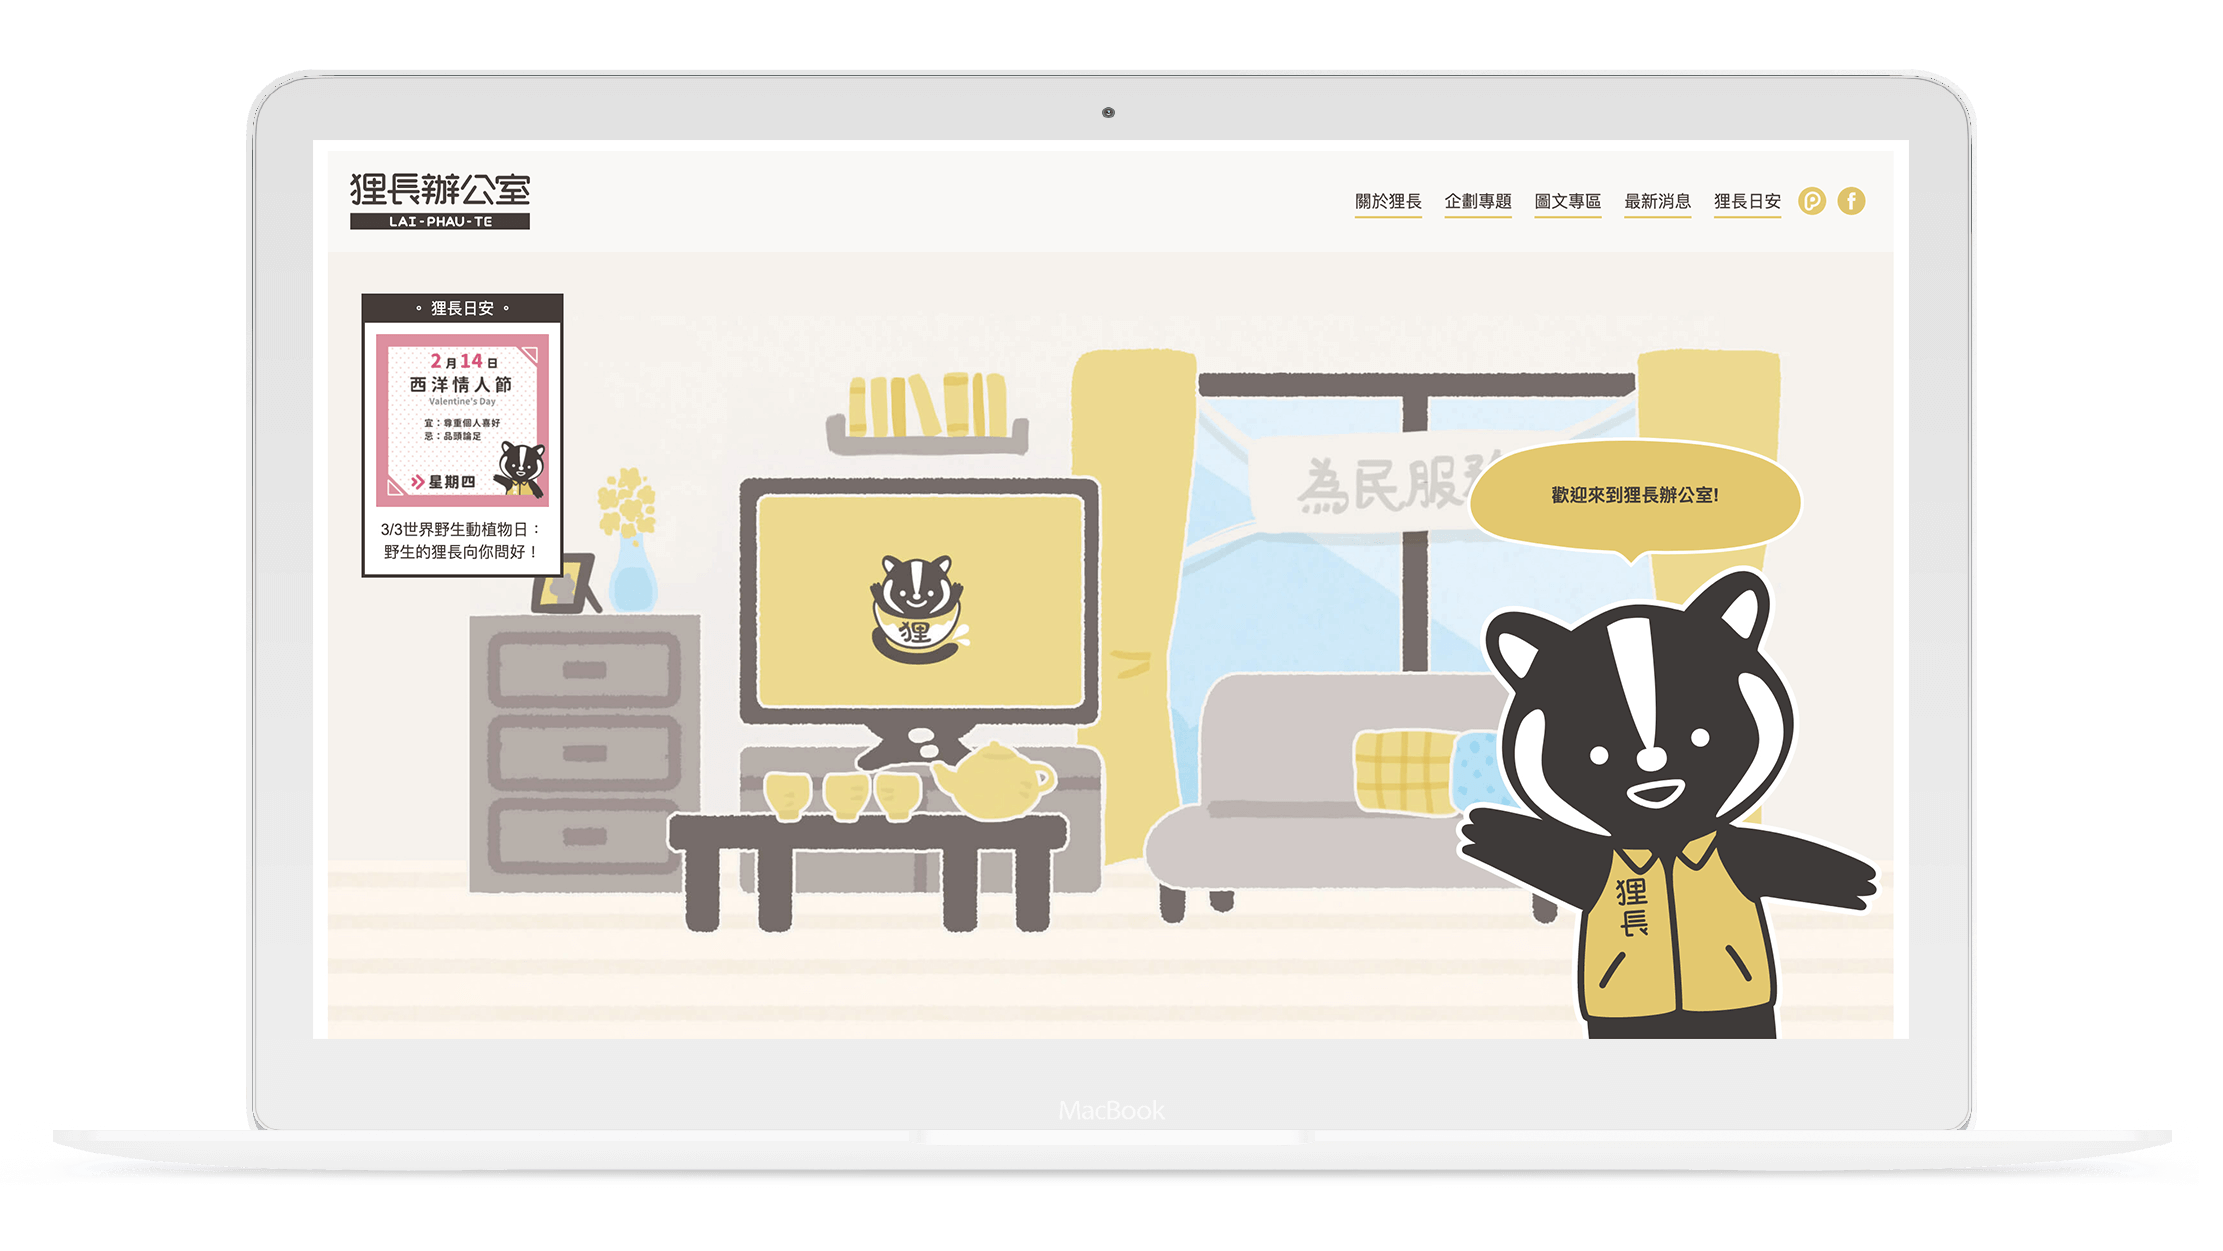 狸長辦公室
LAI-PHAU-TE
關於狸長 企劃專題 圖文專區 最新消息 狸長日安
狸長日安
2月14日
西洋情人節
Valentine's Day
宜：尊重個人喜好
忌：品頭論足
星期四
3/3世界野生動植物日：
野生的狸長向你問好！
為民服務
歡迎來到狸長辦公室!
狸
狸長
MacBook